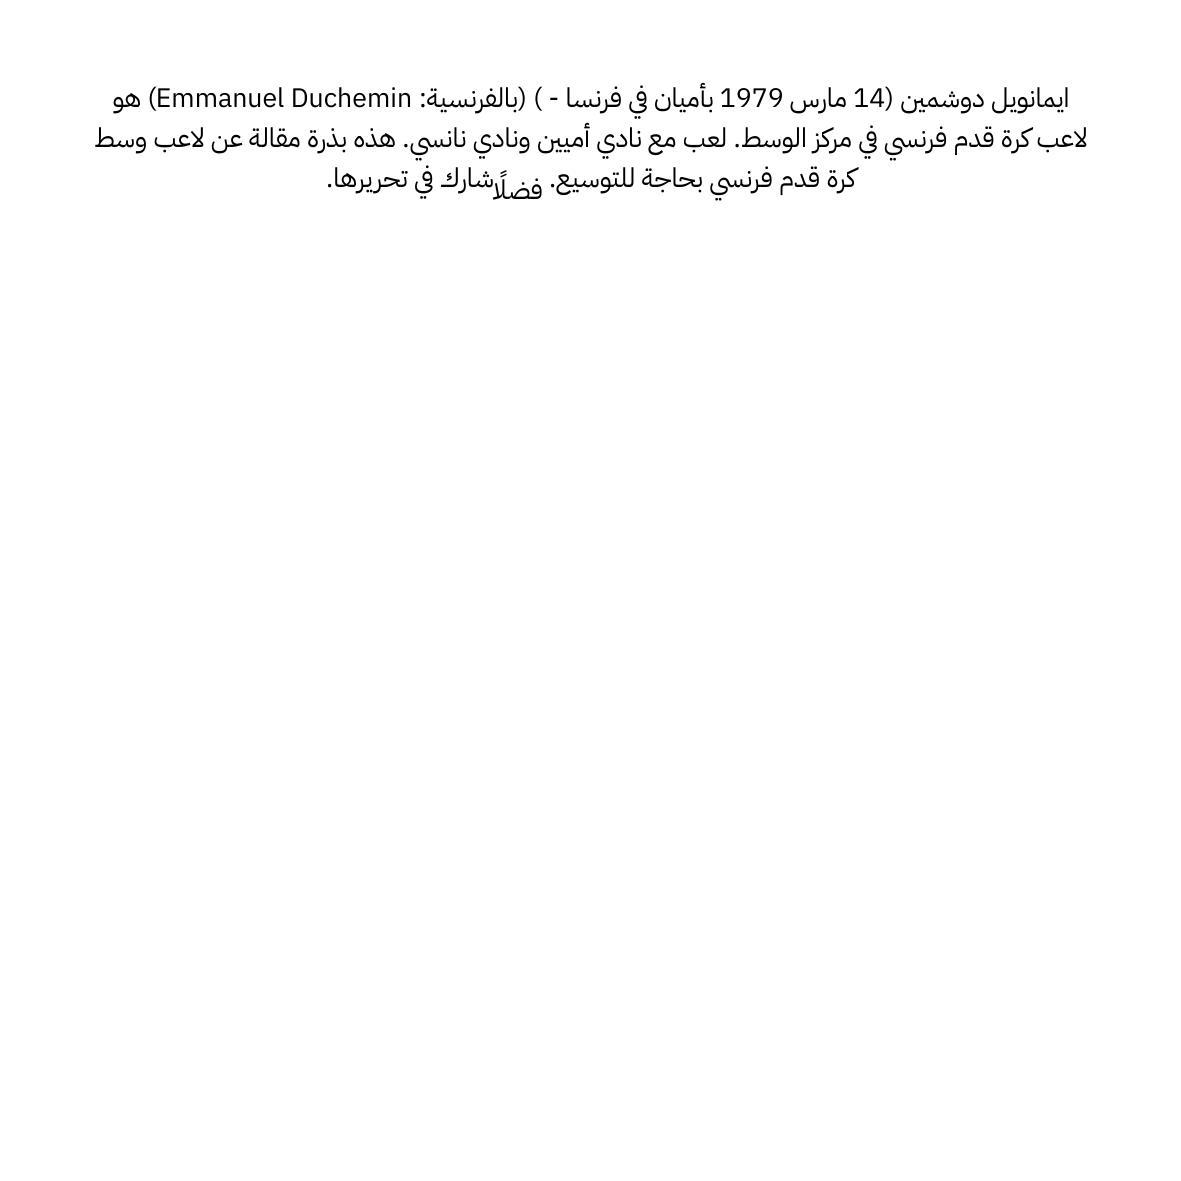 ايمانويل دوشمين (14 مارس 1979 بأميان في فرنسا - ) (بالفرنسية: Emmanuel Duchemin) هو
لاعب كرة قدم فرنسي في مركز الوسط. لعب مع نادي أميين ونادي نانسي. هذه بذرة مقالة عن لاعب وسط
كرة قدم فرنسي بحاجة للتوسيع. فضلًا شارك في تحريرها.